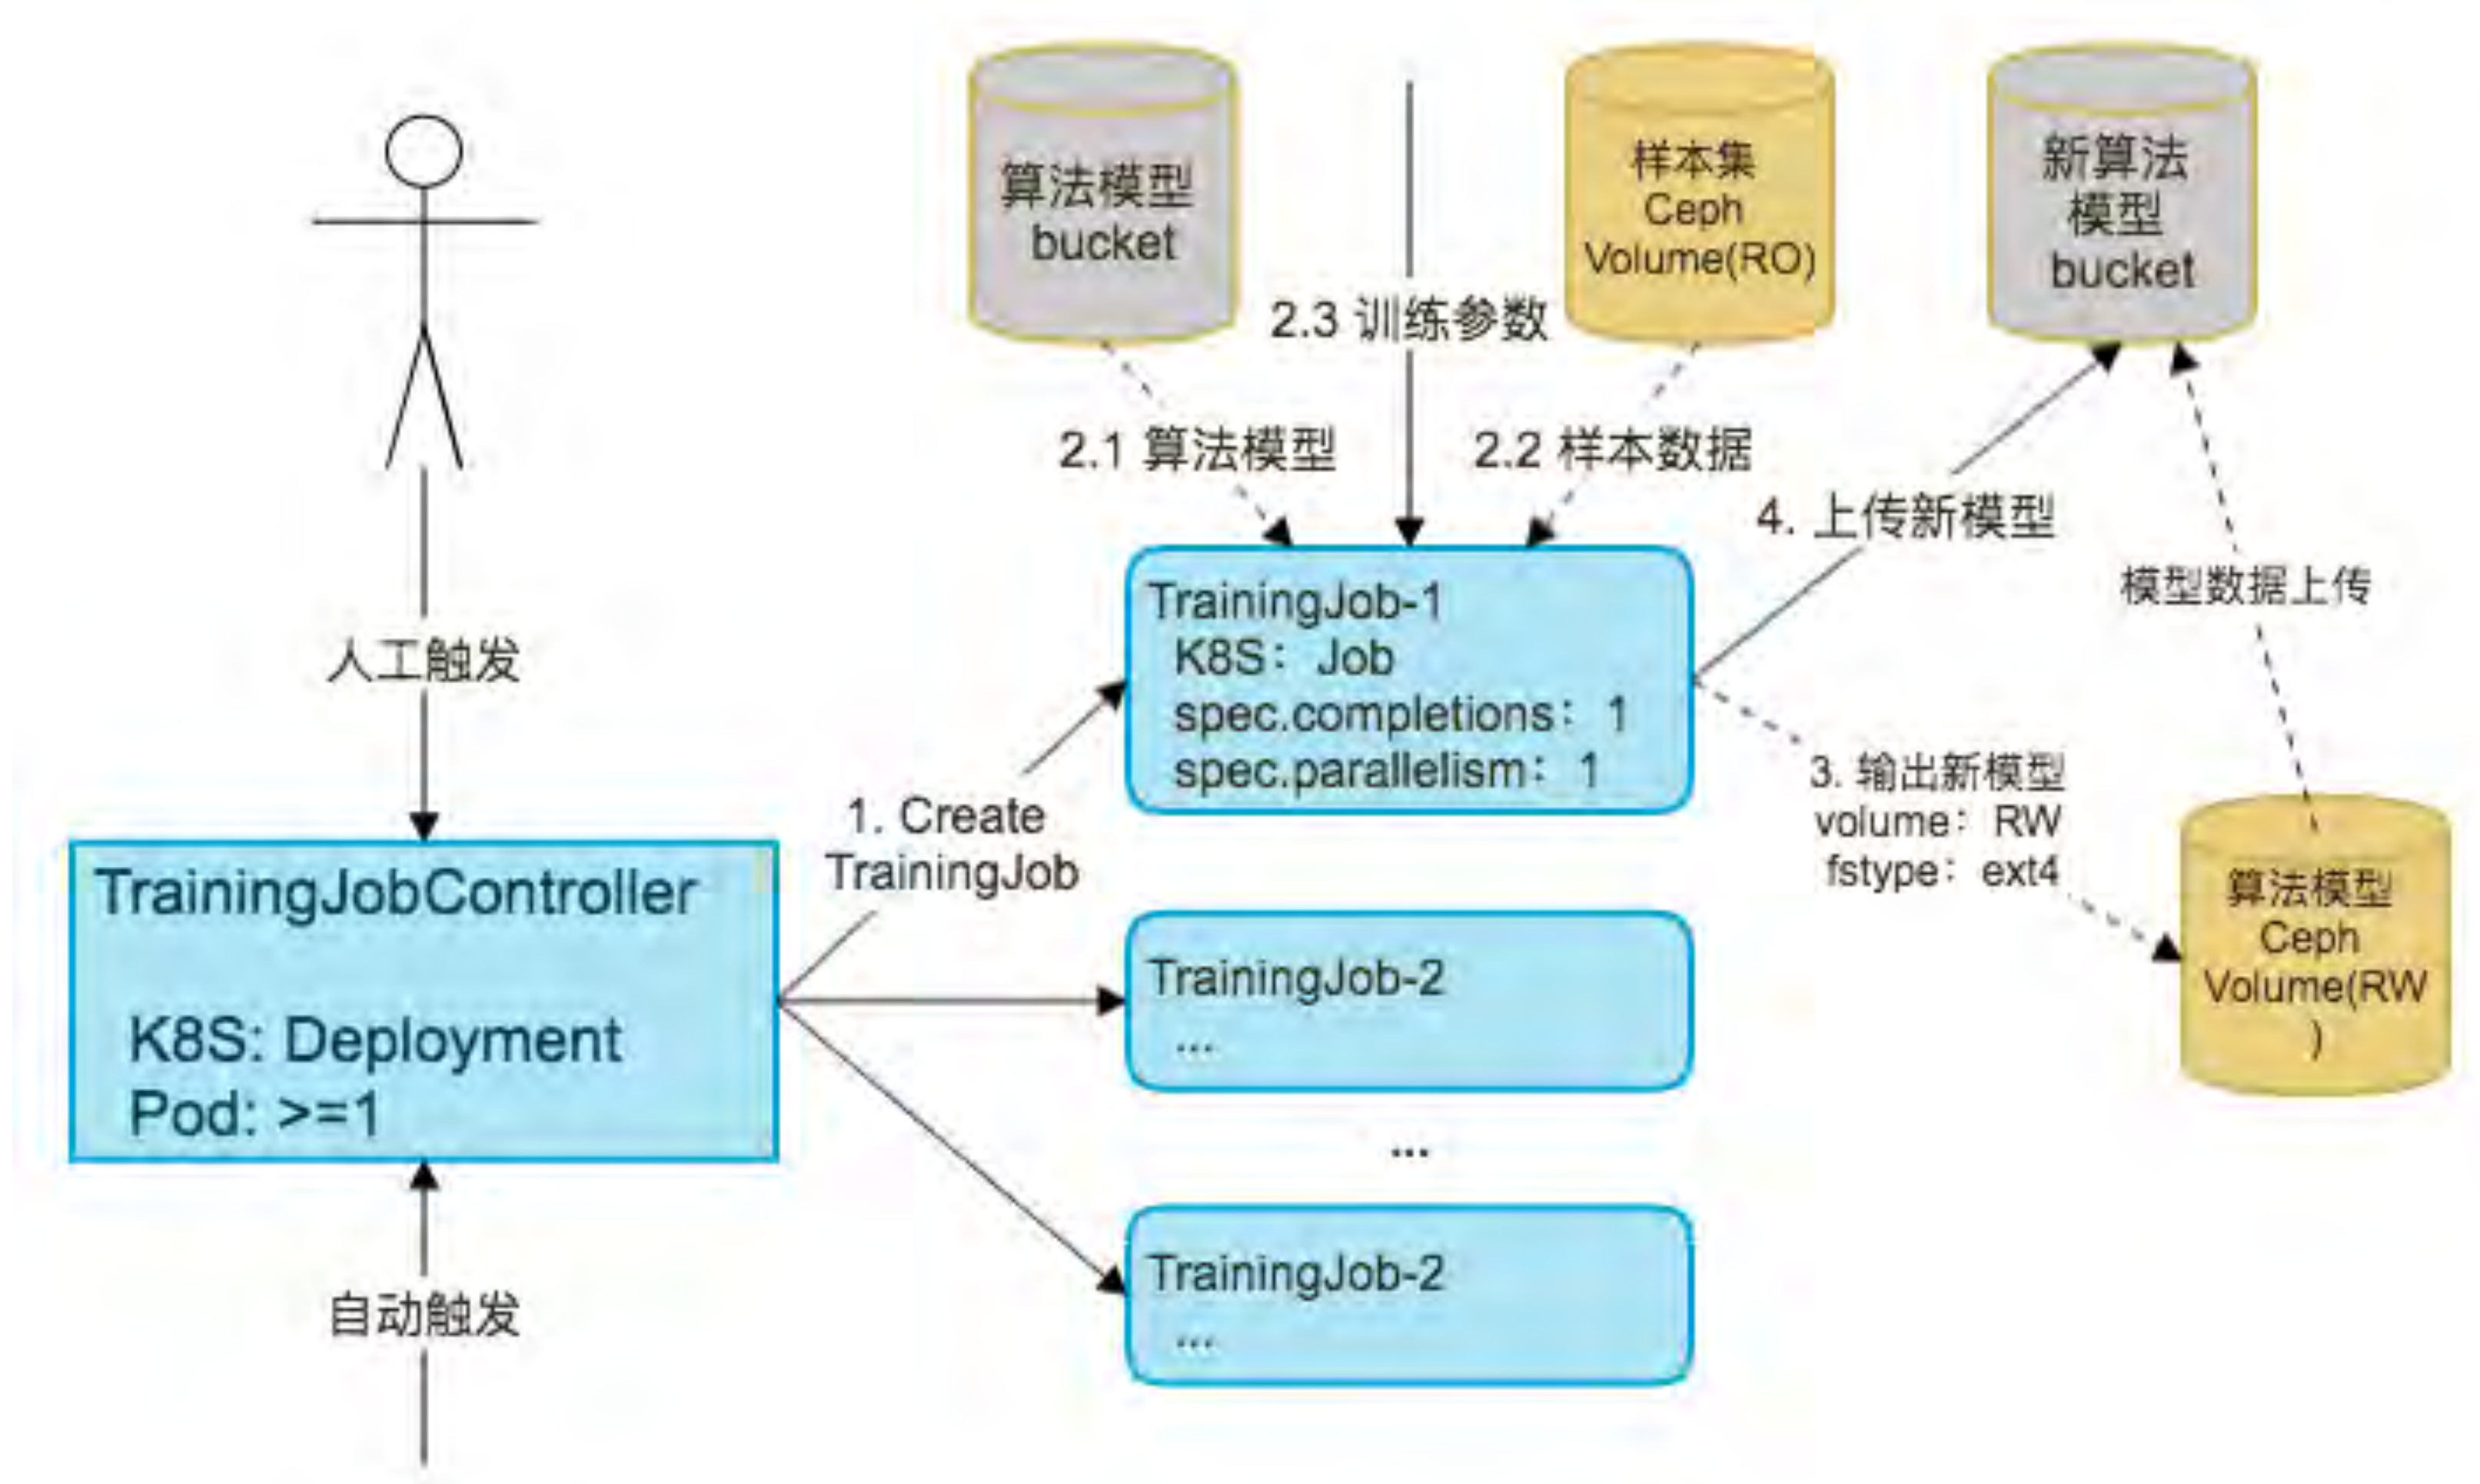 算法模型
bucket
样本集
Ceph
Volume(RO)
新算法
模型
bucket
2.3 训练参数
2.1 算法模型
2.2 样本数据
4. 上传新模型
模型数据上传
人工触发
TrainingJob-1
K8S： Job
spec.completions： 1
spec.parallelism： 1
3. 输出新模型
volume： RW
fstype： ext4
1. Create
TrainingJob
TrainingJobController
K8S: Deployment
Pod: >=1
算法模型
Ceph
Volume(RW
)
TrainingJob-2
...
...
TrainingJob-2
...
自动触发